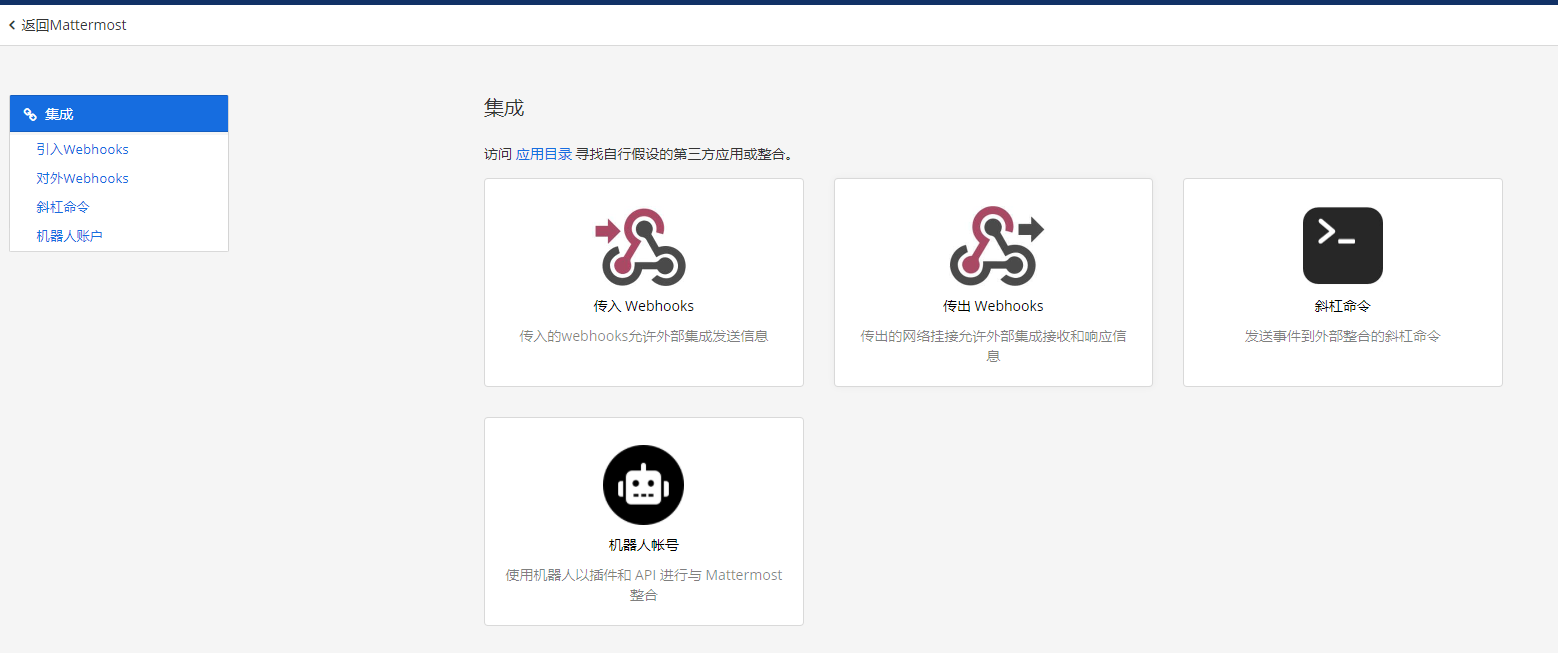 返回Mattermost
集成
引入Webhooks
对外Webhooks
斜杠命令
机器人账户
集成
访问 应用目录 寻找自行假设的第三方应用或整合。
传入 Webhooks
传入的webhooks允许外部集成发送信息
传出 Webhooks
传出的网络挂接允许外部集成接收和响应信
息
斜杠命令
发送事件到外部整合的斜杠命令
机器人帐号
使用机器人以插件和 API 进行与 Mattermost
整合